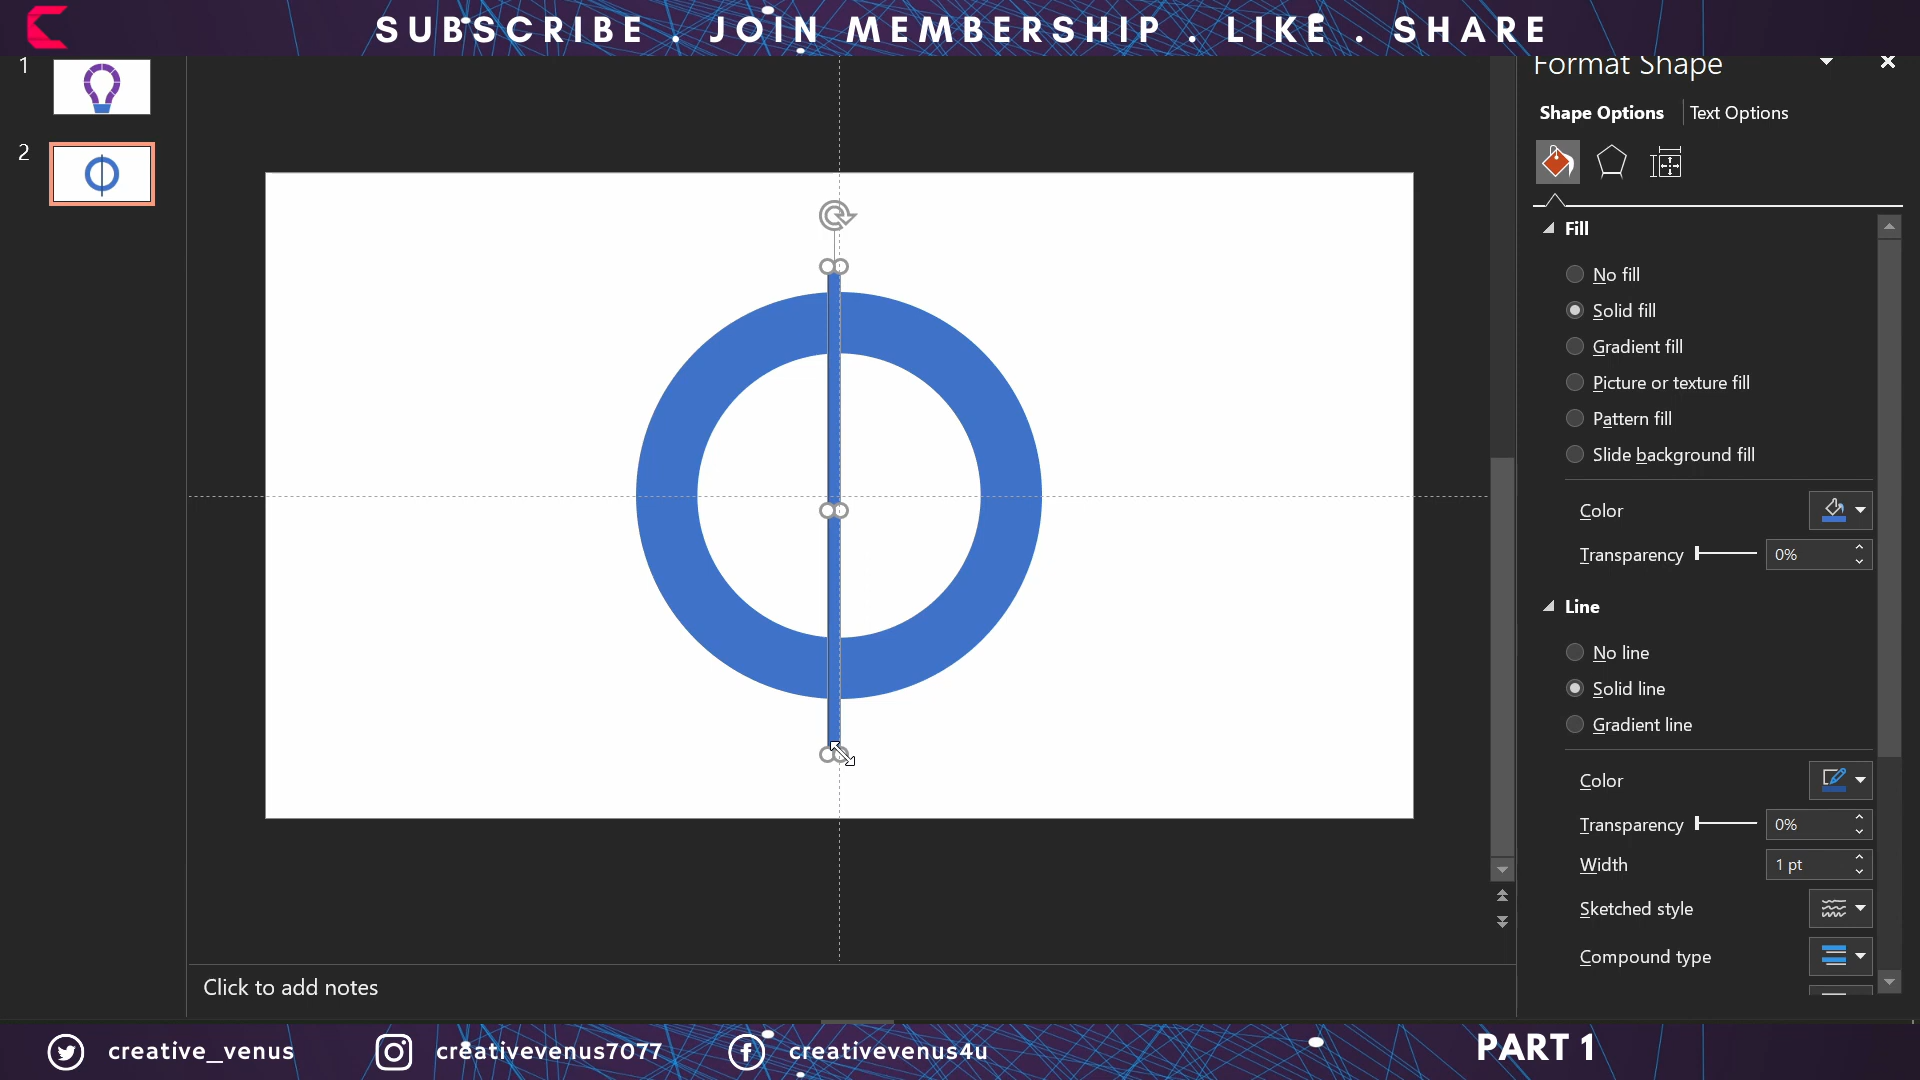 SUBSCRIBE . JOIN MEMBERSHIP . LIKE . SHARE
Format Shape
1
Shape Options
Text Options
2
Fill
No fill
Solid fill
Gradient fill
Picture or texture fill
Pattern fill
Slide background fill
Color
Transparency
0%
Line
No line
Solid line
Gradient line
Color
Transparency
0%
Width
1 pt
Sketched style
Compound type
Click to add notes
creative_venus
creativevenus7077
creativevenus4u
PART 1